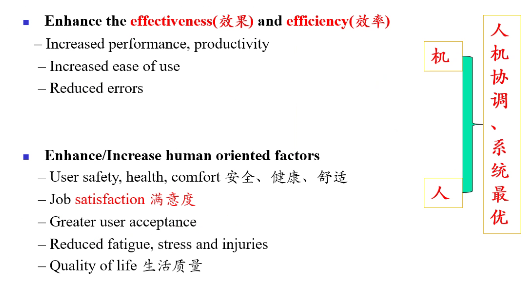 Enhance the effectiveness(效果) and efficiency(效率)
– Increased performance, productivity
– Increased ease of use
– Reduced errors
Enhance/Increase human oriented factors
– User safety, health, comfort 安全、健康、舒适
– Job satisfaction 满意度
– Greater user acceptance
– Reduced fatigue, stress and injuries
– Quality of life 生活质量
机
人
人机协调、系统最优